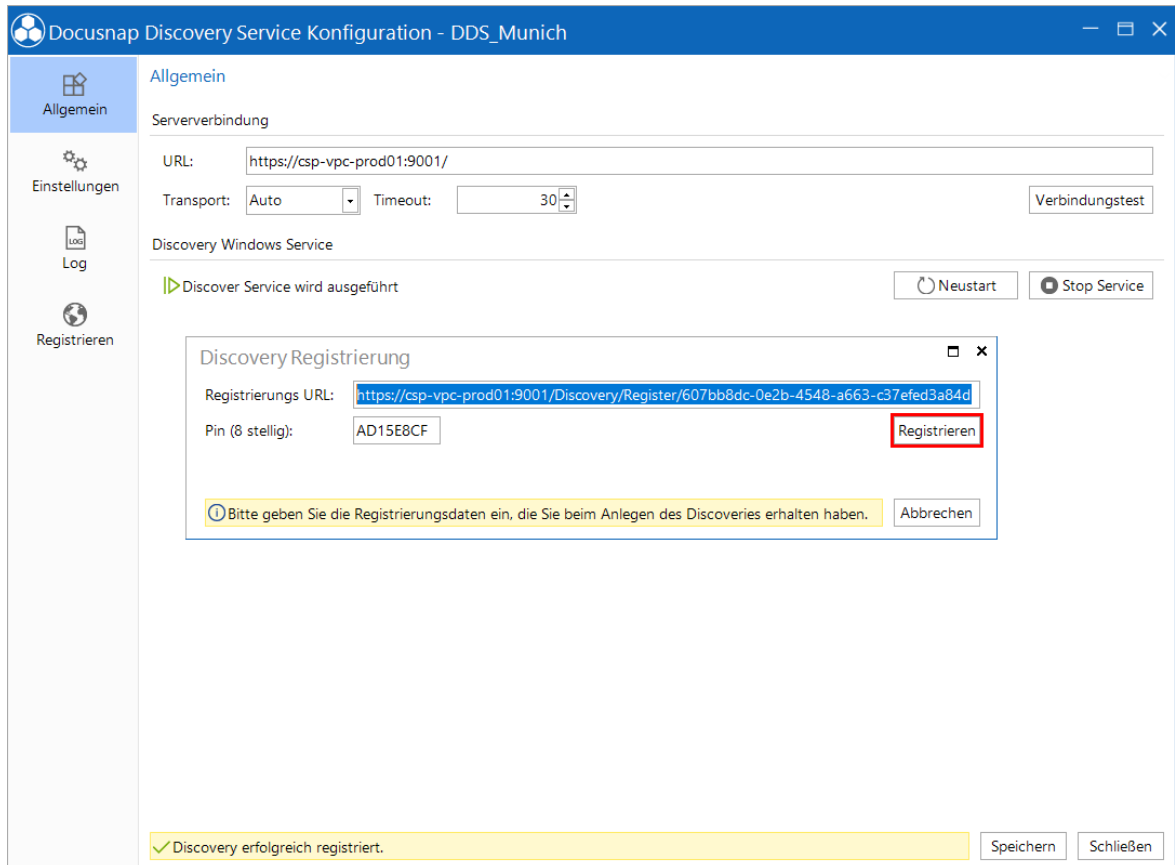 Docusnap Discovery Service Konfiguration - DDS_Munich
Allgemein
Allgemein
Serververbindung
URL: https://csp-vpc-prod01:9001/
Einstellungen
Transport: Auto Timeout: 30 Verbindungstest
LOG
Log
Discovery Windows Service
Discover Service wird ausgeführt Neustart Stop Service
Registrieren
Discovery Registrierung
Registrierungs URL: https://csp-vpc-prod01:9001/Discovery/Register/607bb8dc-0e2b-4548-a663-c37efed3a84d
Pin (8 stellig): AD15E8CF Registrieren
Bitte geben Sie die Registrierungsdaten ein, die Sie beim Anlegen des Discoveries erhalten haben. Abbrechen
Discovery erfolgreich registriert. Speichern Schließen